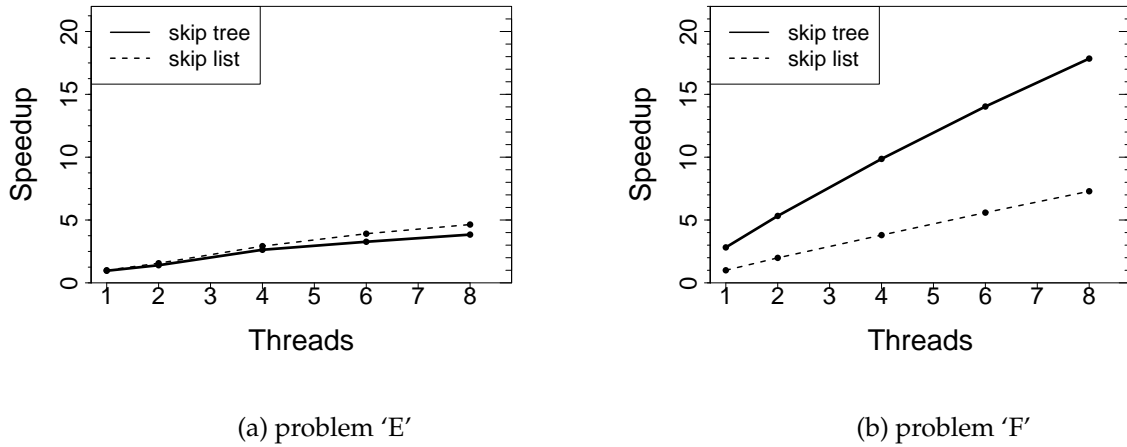 skip tree
skip list
Speedup
20
15
10
5
0
1 2 3 4 5 6 7 8
Threads
(a) problem ‘E’
skip tree
skip list
Speedup
20
15
10
5
0
1 2 3 4 5 6 7 8
Threads
(b) problem ‘F’